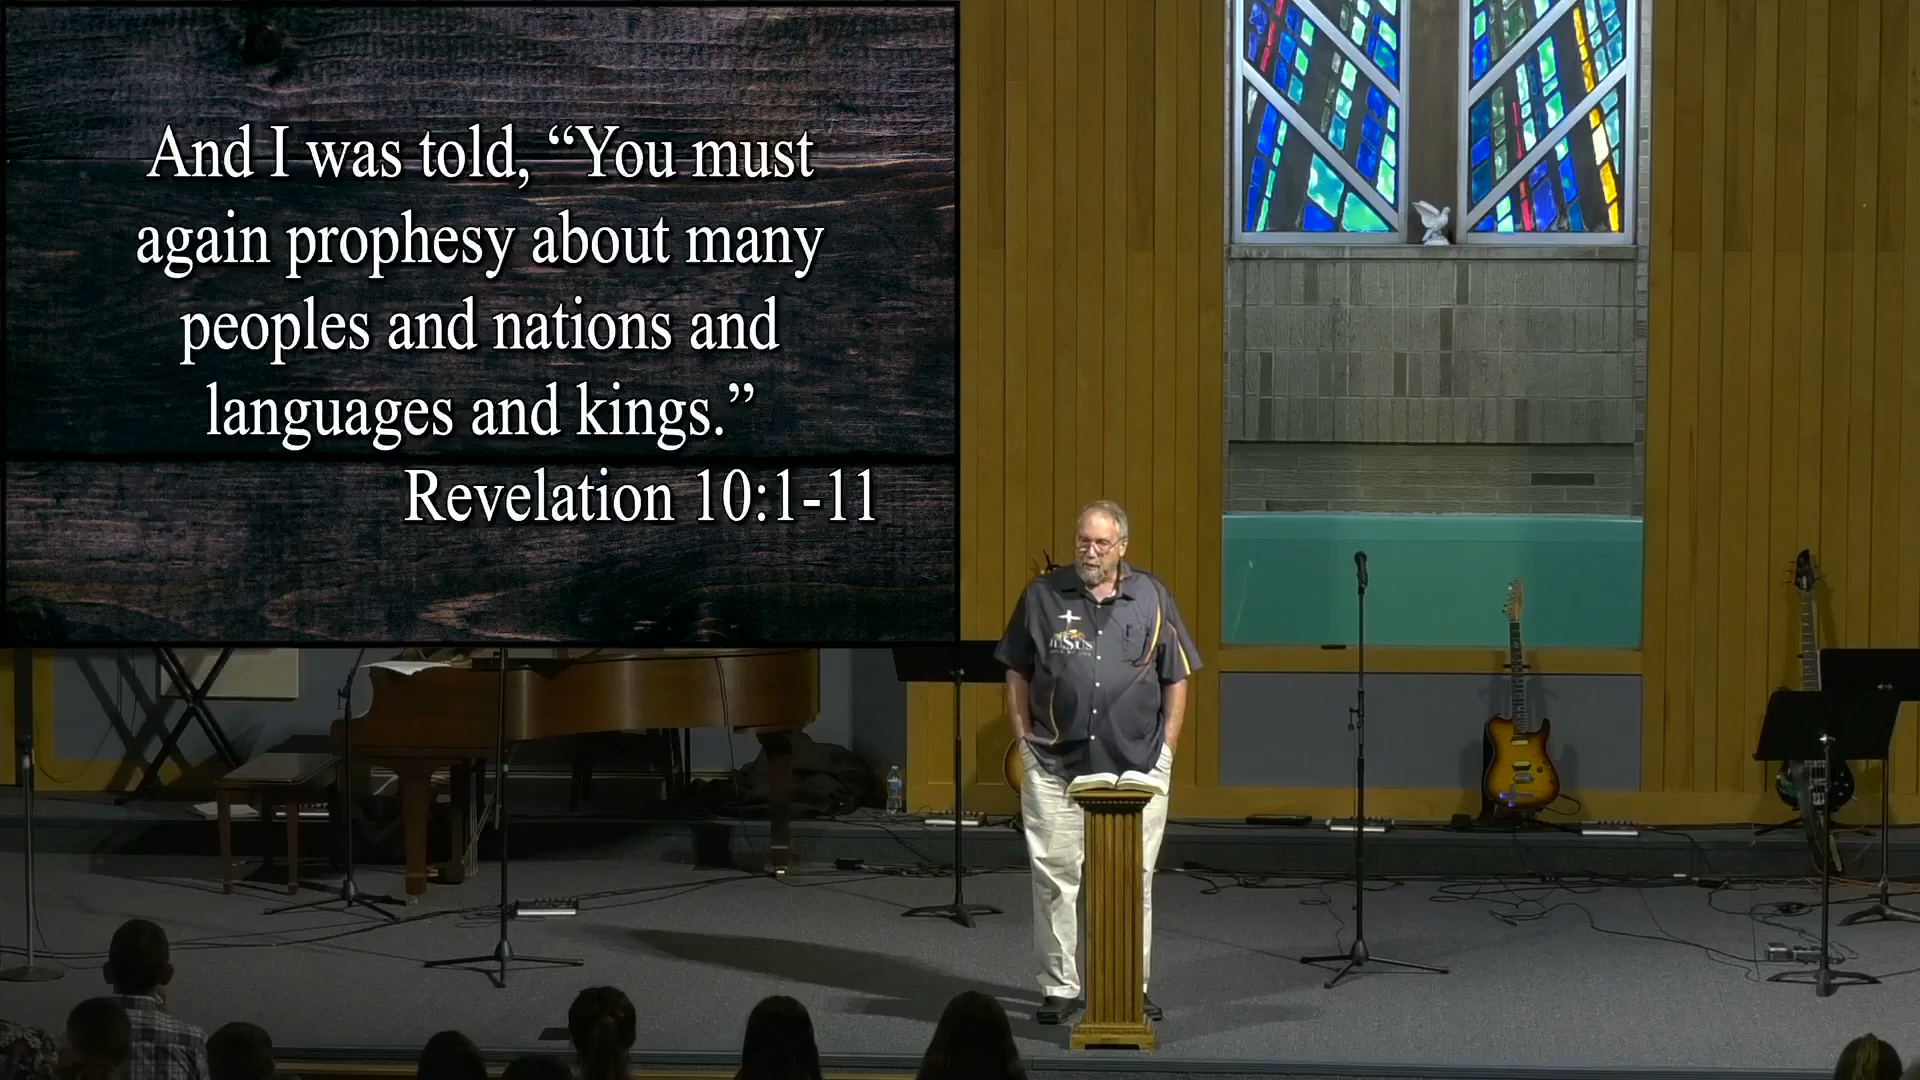 And I was told, “You must
again prophesy about many
peoples and nations and
languages and kings.”
Revelation 10:1-11
JESUS